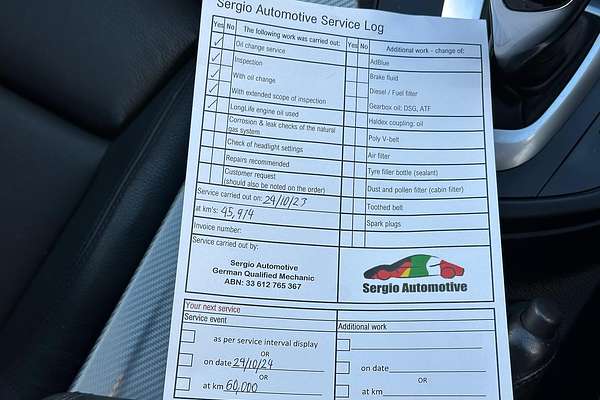 Sergio Automotive Service Log
Yes No The following work was carried out: Yes No Additional work - change of:
✓ Oil change service AdBlue
✓ Inspection Brake fluid
✓ With oil change Diesel / Fuel filter
✓ With extended scope of inspection Gearbox oil: DSG, ATF
✓ LongLife engine oil used Haldex coupling, oil
Corrosion & leak checks of the natural
gas system Poly V-belt
Check of headlight settings Air filter
Repairs recommended Tyre filler bottle (sealant)
Customer request
(should also be noted on the order) Dust and pollen filter (cabin filter)
Service carried out on: 29/10/23 Toothed belt
at km's: 45,974 Spark plugs
Invoice number:
Service carried out by:
Sergio Automotive
German Qualified Mechanic
ABN: 33 612 765 367
Sergio Automotive
Your next service
Service event Additional work
as per service interval display
OR OR
on date 29/10/24 on date
OR OR
at km 60,000 at km